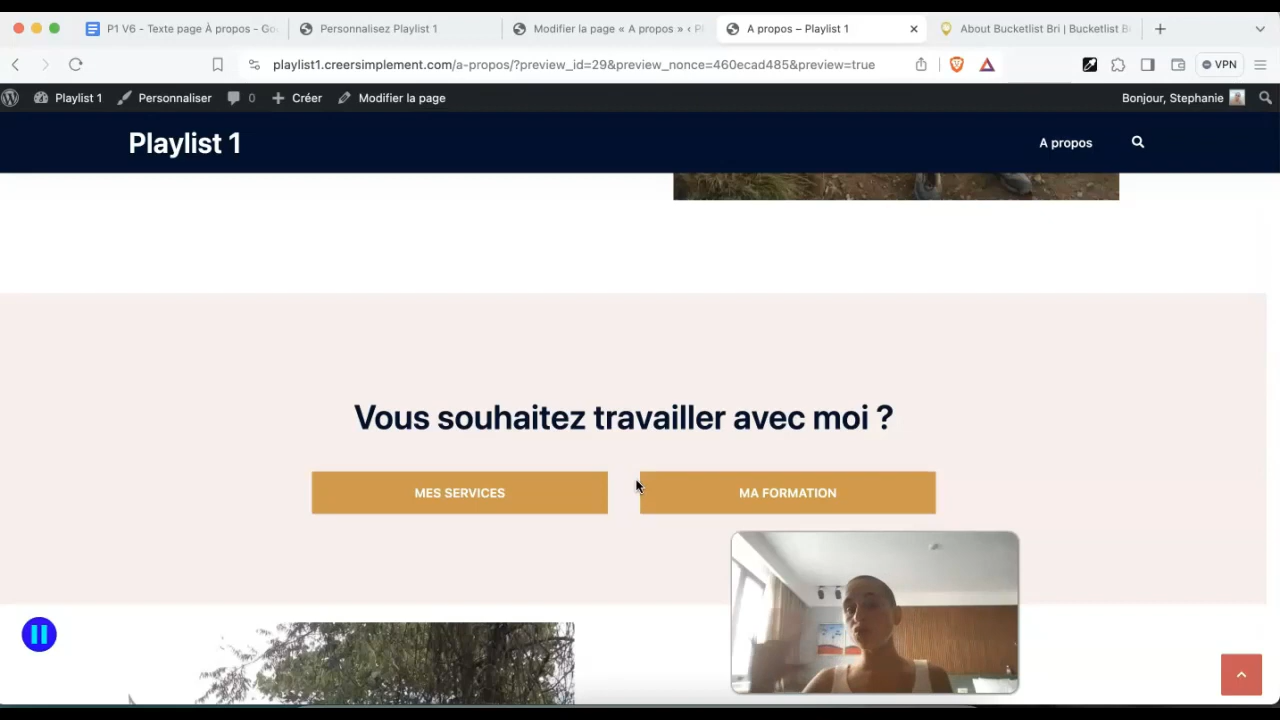 P1 V6 - Texte page À propos - Go
Personnalisez Playlist 1
Modifier la page « A propos » ‹ Pl
A propos – Playlist 1
About Bucketlist Bri | Bucketlist Bi
playlist1.creersimplement.com/a-propos/?preview_id=29&preview_nonce=460ecad485&preview=true
VPN
Playlist 1
Personnaliser
0
Créer
Modifier la page
Bonjour, Stephanie
Playlist 1
A propos
Vous souhaitez travailler avec moi ?
MES SERVICES
MA FORMATION